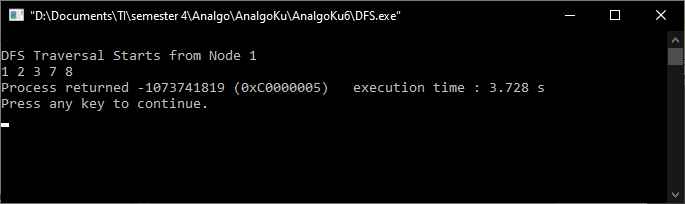 "D:\Documents\TI\semester 4\Analgo\AnalgoKu\AnalgoKu6\DFS.exe"
DFS Traversal Starts from Node 1
1 2 3 7 8
Process returned -1073741819 (0xC0000005)   execution time : 3.728 s
Press any key to continue.